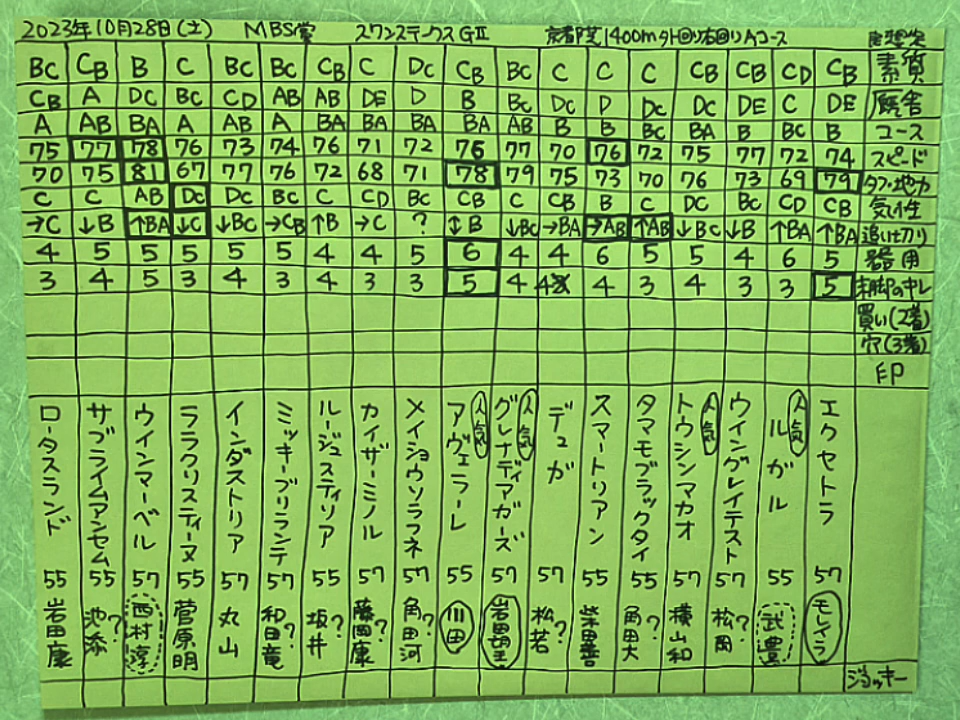 2023年10月28日(土) MBS賞 スワンステークスGII 京都芝1400m外回り右回りAコース
BC CB B C BC BC CB C DC CB BC C C C CB CB CD CB 素質
CB A DC BC CD AB AB DE D B BC DC D DC DC DE C DE 厩舎
A AB BA A AB A BA BA BA BA AB B B BC BA B BC B コース
75 77 78 76 73 74 76 71 72 76 77 70 76 72 75 77 72 74 スピード
70 75 81 67 77 76 72 68 71 78 79 75 73 70 76 73 69 79 タフ・地力
C C AB DC DC BC C CD BC CB C CB B C DC BC CD CB 気性
→C ↓B ↑BA ↓C ↓BC →CB ↑B →C ? ↕B ↓BC →BA →AB ↑AB ↓BC ↓B ↑BA ↑BA 追い切り
4 5 5 5 5 5 4 4 5 6 4 4 6 5 5 4 6 5 器用
3 4 5 3 4 3 4 3 3 5 4 4 4 3 4 3 3 5 末脚のキレ
買い(2着)
穴(3着)
印
ロータスランド サブライムアンセム ウインマーベル ララクリスティーヌ インダストリア ミッキーブリランテ ルージュスティリア カイザーミノル メイショウソラフネ アヴェラーレ 人気 グレナディアガーズ 人気 デュガ スマートリアン タマモブラックタイ トウシンマカオ 人気 ウイングレイテスト ルガル 人気 エクセトラ
55 55 57 55 57 57 55 57 57 55 57 57 55 55 57 57 55 57
岩田康 池添? 西村淳 菅原明 丸山 和田竜? 坂井? 藤岡康? 角田河? 川田 岩田望 松若? 柴田善 角田大? 横山和 松岡? 武豊 モレイラ
ジョッキー